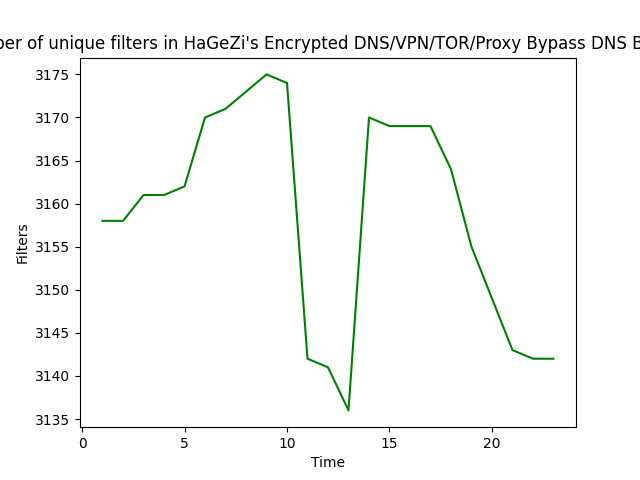 ber of unique filters in HaGeZi's Encrypted DNS/VPN/TOR/Proxy Bypass DNS B
3175
3170
3165
3160
3155
3150
3145
3140
3135
Filters
0 5 10 15 20
Time